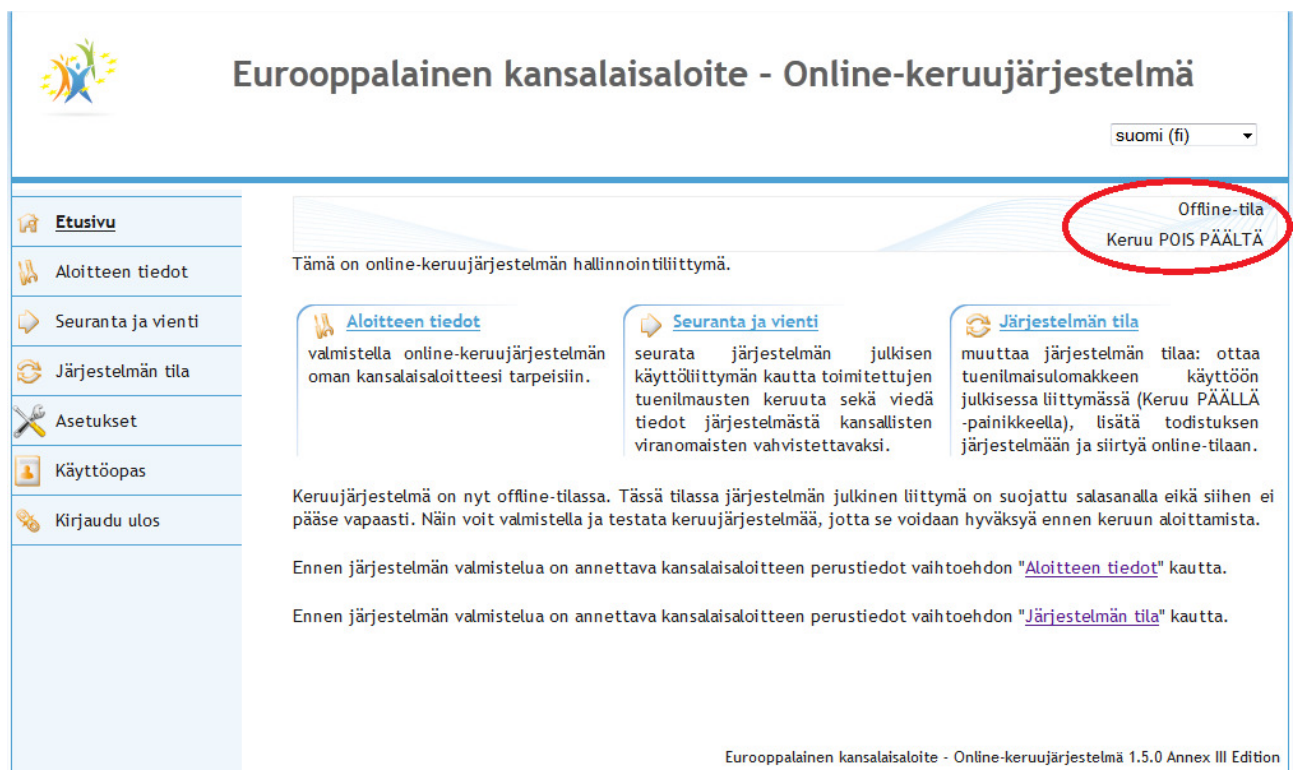 Eurooppalainen kansalaisaloite - Online-keruujärjestelmä
suomi (fi)
Etusivu
Aloitteen tiedot
Seuranta ja vienti
Järjestelmän tila
Asetukset
Käyttöopas
Kirjaudu ulos
Offline-tila
Keruu POIS PÄÄLTÄ
Tämä on online-keruujärjestelmän hallinnointiliittymä.
Aloitteen tiedot
valmistella online-keruujärjestelmän
oman kansalaisaloitteesi tarpeisiin.
Seuranta ja vienti
seurata järjestelmän julkisen
käyttöliittymän kautta toimitettujen
tuenilmausten keruuta sekä viedä
tiedot järjestelmästä kansallisten
viranomaisten vahvistettavaksi.
Järjestelmän tila
muuttaa järjestelmän tilaa: ottaa
tuenilmaisulomakkeen käyttöön
julkisessa liittymässä (Keruu PÄÄLLÄ
-painikkeella), lisätä todistuksen
järjestelmään ja siirtyä online-tilaan.
Keruujärjestelmä on nyt offline-tilassa. Tässä tilassa järjestelmän julkinen liittymä on suojattu salasanalla eikä siihen ei
pääse vapaasti. Näin voit valmistella ja testata keruujärjestelmää, jotta se voidaan hyväksyä ennen keruun aloittamista.
Ennen järjestelmän valmistelua on annettava kansalaisaloitteen perustiedot vaihtoehdon "Aloitteen tiedot" kautta.
Ennen järjestelmän valmistelua on annettava kansalaisaloitteen perustiedot vaihtoehdon "Järjestelmän tila" kautta.
Eurooppalainen kansalaisaloite - Online-keruujärjestelmä 1.5.0 Annex III Edition